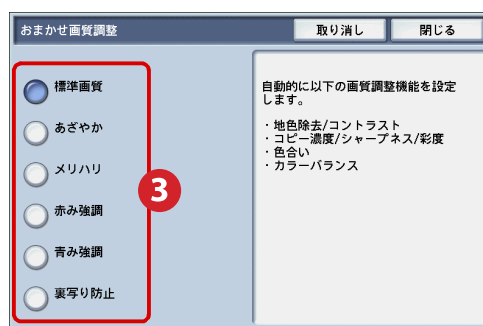 おまかせ画質調整
取り消し
閉じる
標準画質
あざやか
メリハリ
赤み強調
青み強調
裏写り防止
3
自動的に以下の画質調整機能を設定
します。
・地色除去/コントラスト
・コピー濃度/シャープネス/彩度
・色合い
・カラーバランス